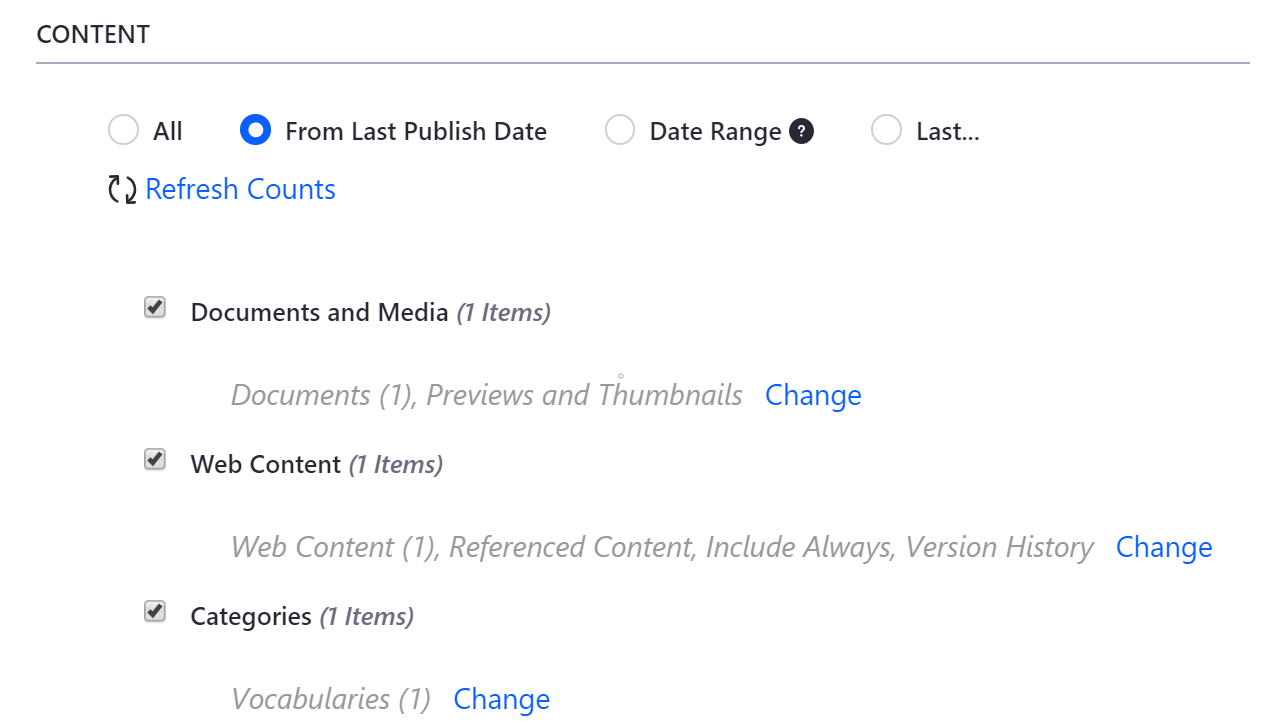 CONTENT
All From Last Publish Date Date Range ? Last...
Refresh Counts
Documents and Media (1 Items)
Documents (1), Previews and Thumbnails Change
Web Content (1 Items)
Web Content (1), Referenced Content, Include Always, Version History Change
Categories (1 Items)
Vocabularies (1) Change